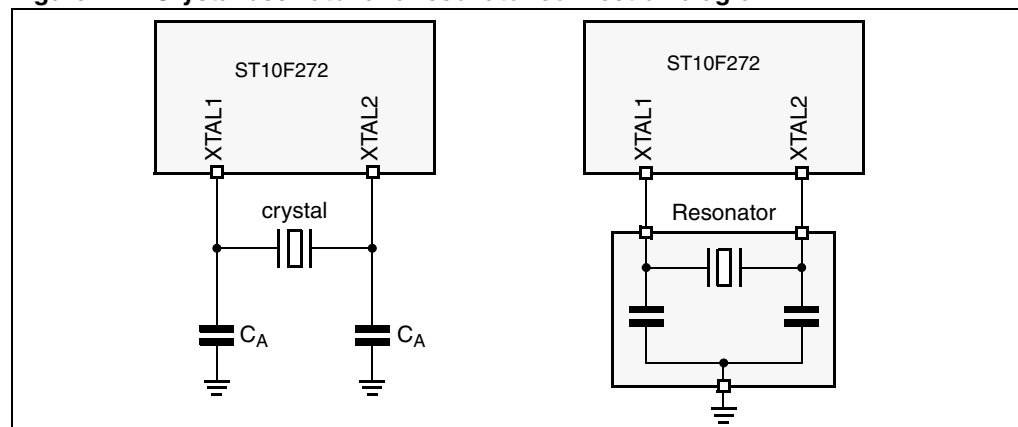 ST10F272
XTAL1
XTAL2
crystal
CA
CA
ST10F272
XTAL1
XTAL2
Resonator